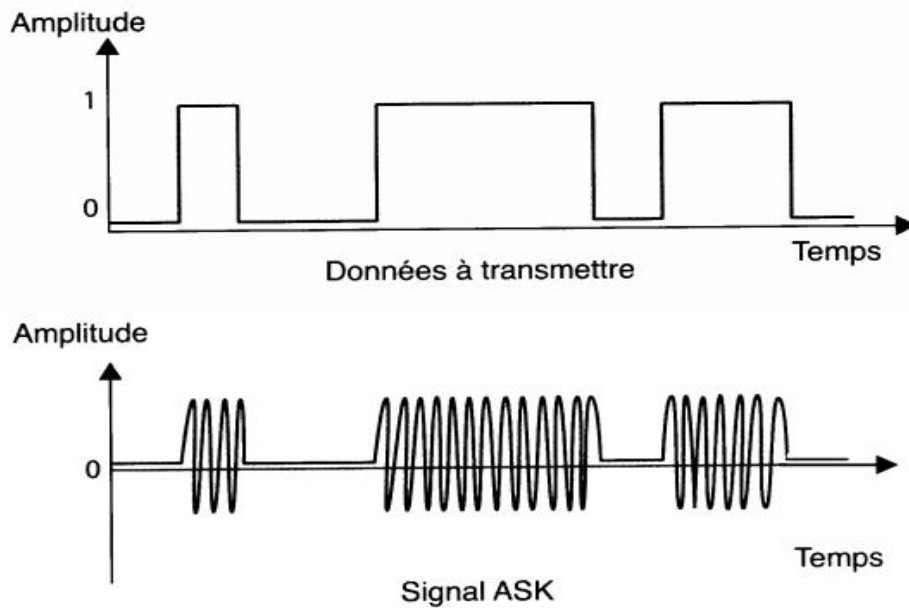 Amplitude
1
0
Temps
Données à transmettre
Amplitude
0
Temps
Signal ASK